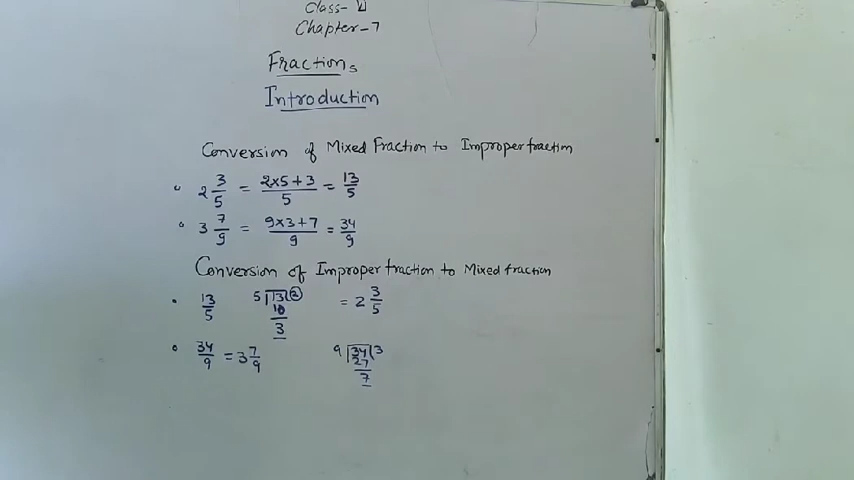 Class- VI
Chapter-7
Fractions
Introduction
Conversion of Mixed Fraction to Improper fraction
2 3/5 = (2×5+3)/5 = 13/5
3 7/9 = (9×3+7)/9 = 34/9
Conversion of Improper fraction to Mixed fraction
13/5 5)13(2 = 2 3/5
10
3
34/9 = 3 7/9 9)34(3
27
7